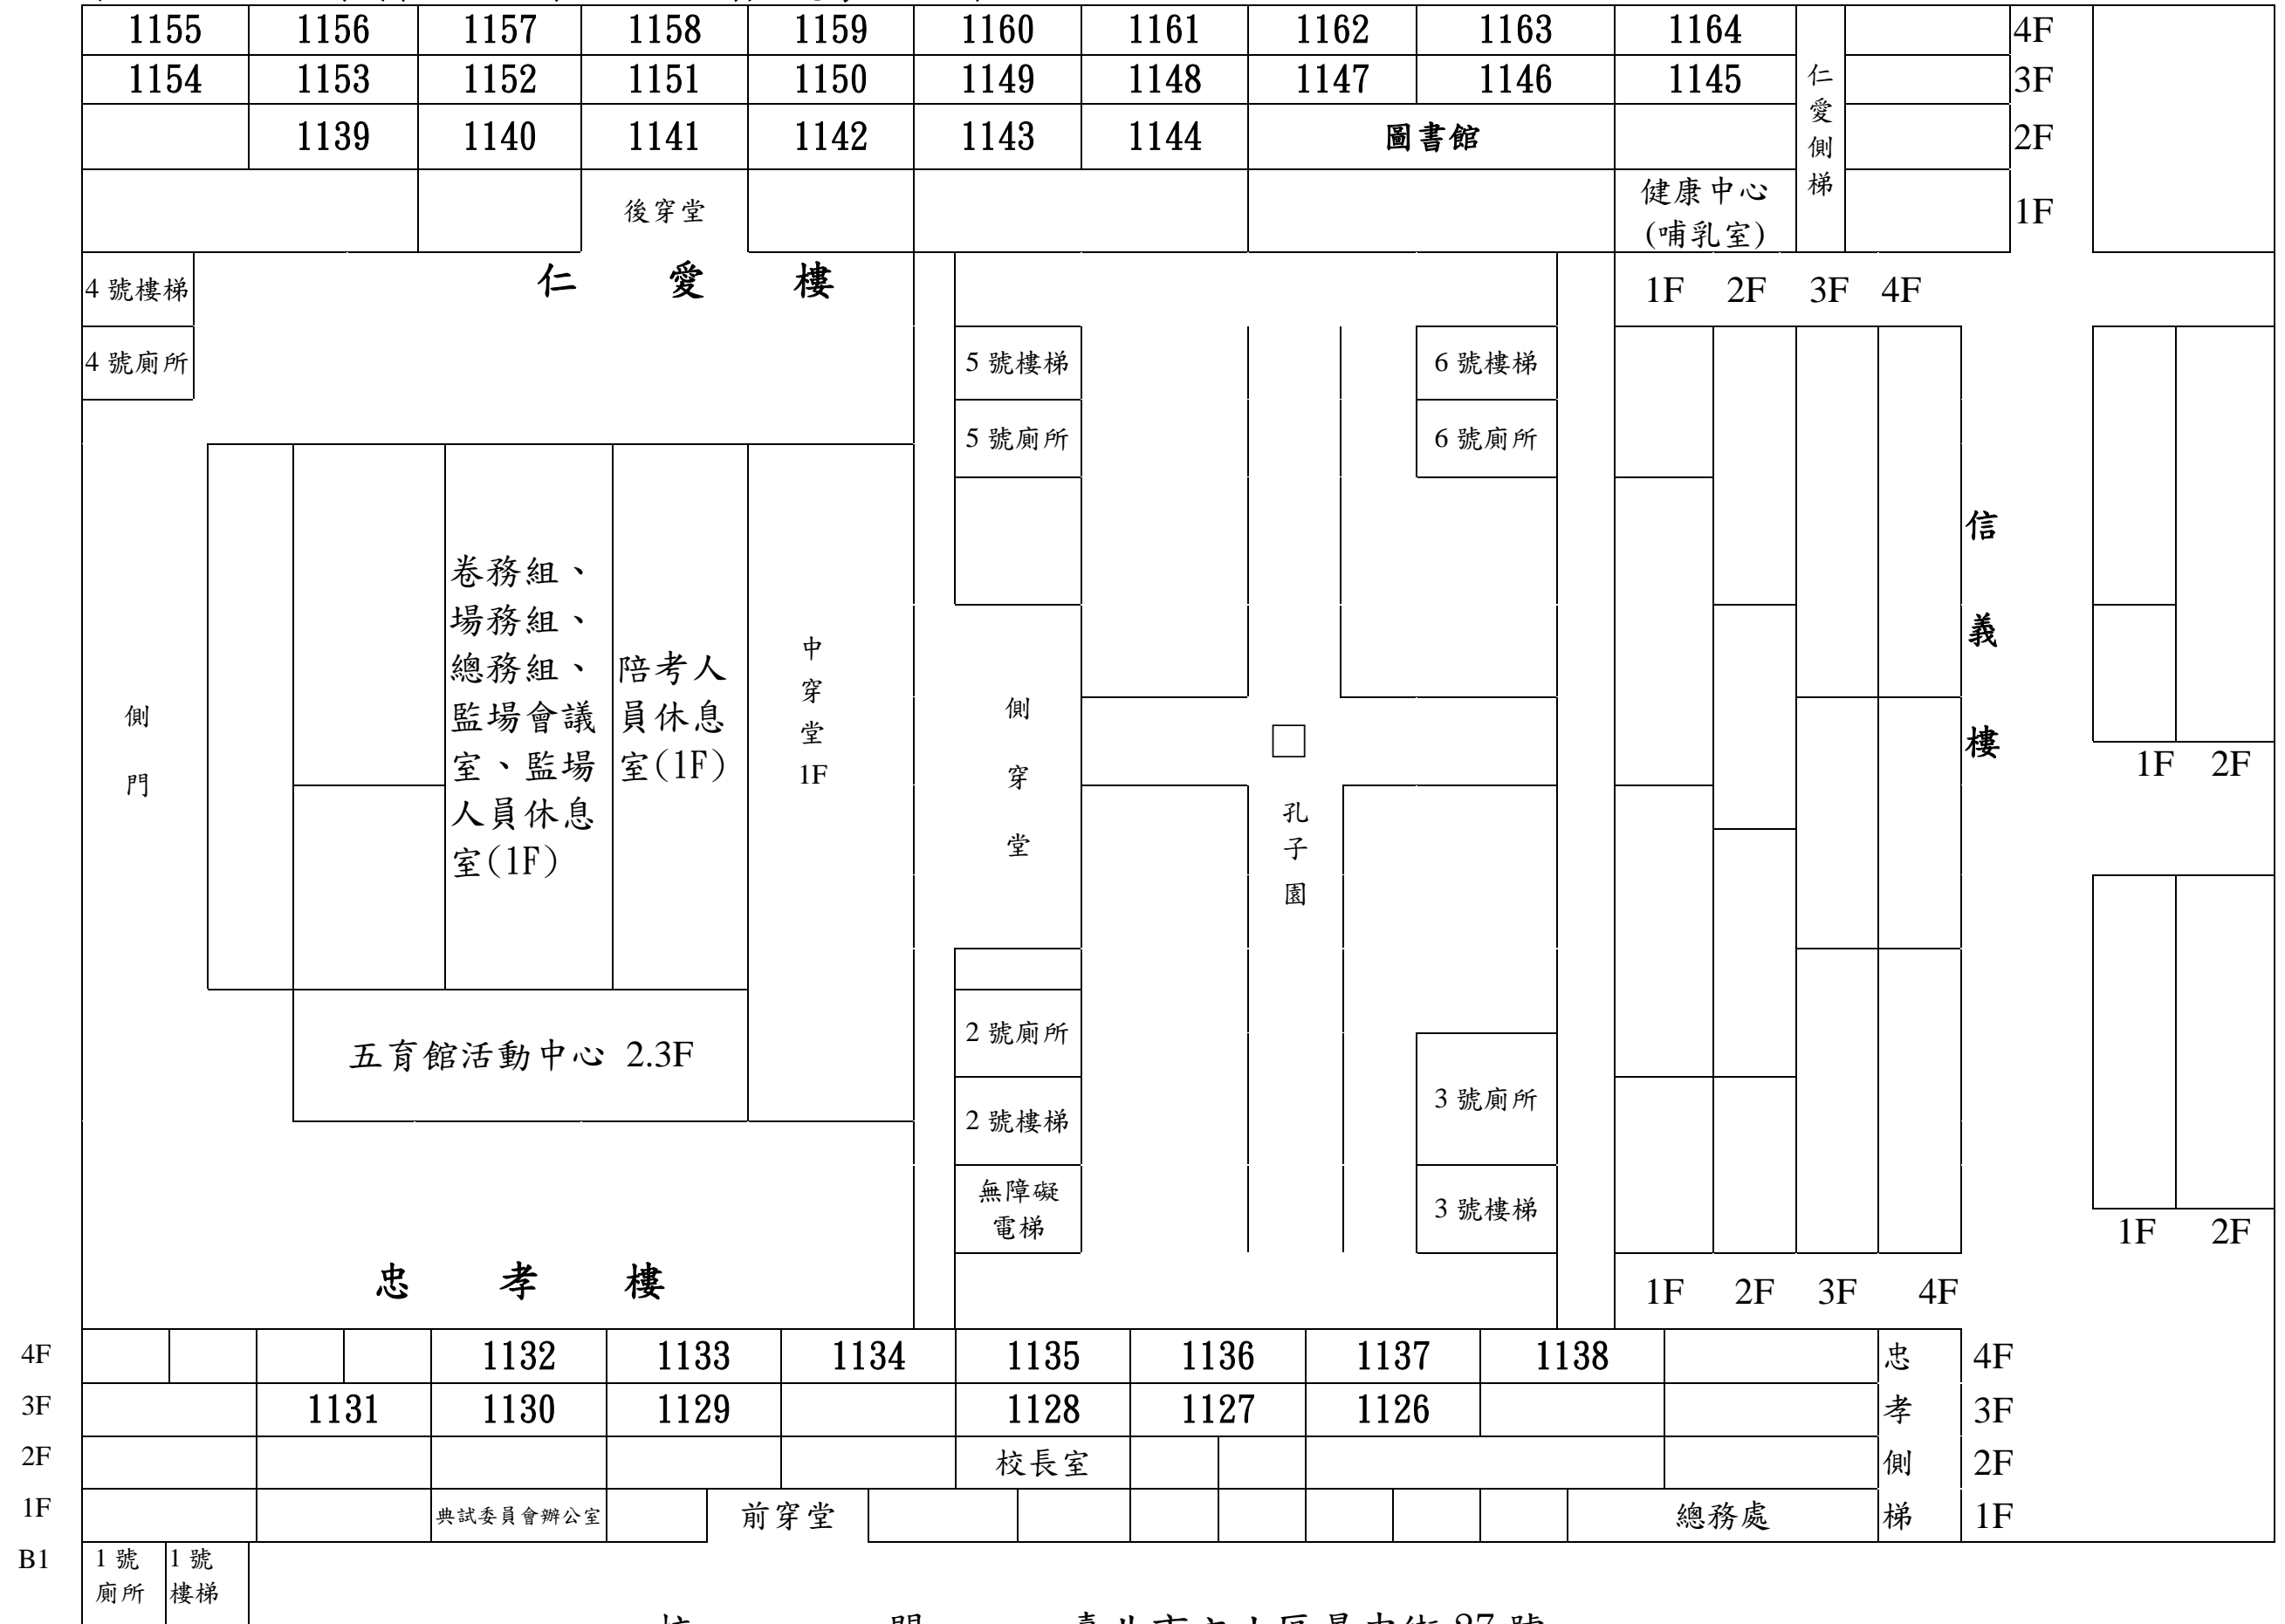 1155 1156 1157 1158 1159 1160 1161 1162 1163 1164 4F
1154 1153 1152 1151 1150 1149 1148 1147 1146 1145 3F
1139 1140 1141 1142 1143 1144 圖書館 2F
仁愛側梯
後穿堂
健康中心
(哺乳室)
1F
4 號樓梯
仁 愛 樓
1F 2F 3F 4F
4 號廁所
5 號樓梯
6 號樓梯
5 號廁所
6 號廁所
側門
卷務組、
場務組、
總務組、
監場會議
室、監場
人員休息
室(1F)
陪考人
員休息
室(1F)
中穿堂
1F
側穿堂
孔子園
信義樓
1F 2F
五育館活動中心 2.3F
2 號廁所
2 號樓梯
無障礙
電梯
3 號廁所
3 號樓梯
1F 2F
忠 孝 樓
1F 2F 3F 4F
4F 1132 1133 1134 1135 1136 1137 1138 4F
3F 1131 1130 1129 1128 1127 1126 3F
2F 校長室 2F
1F 典試委員會辦公室 前穿堂 總務處 1F
忠孝側梯
B1
1 號
廁所
1 號
樓梯